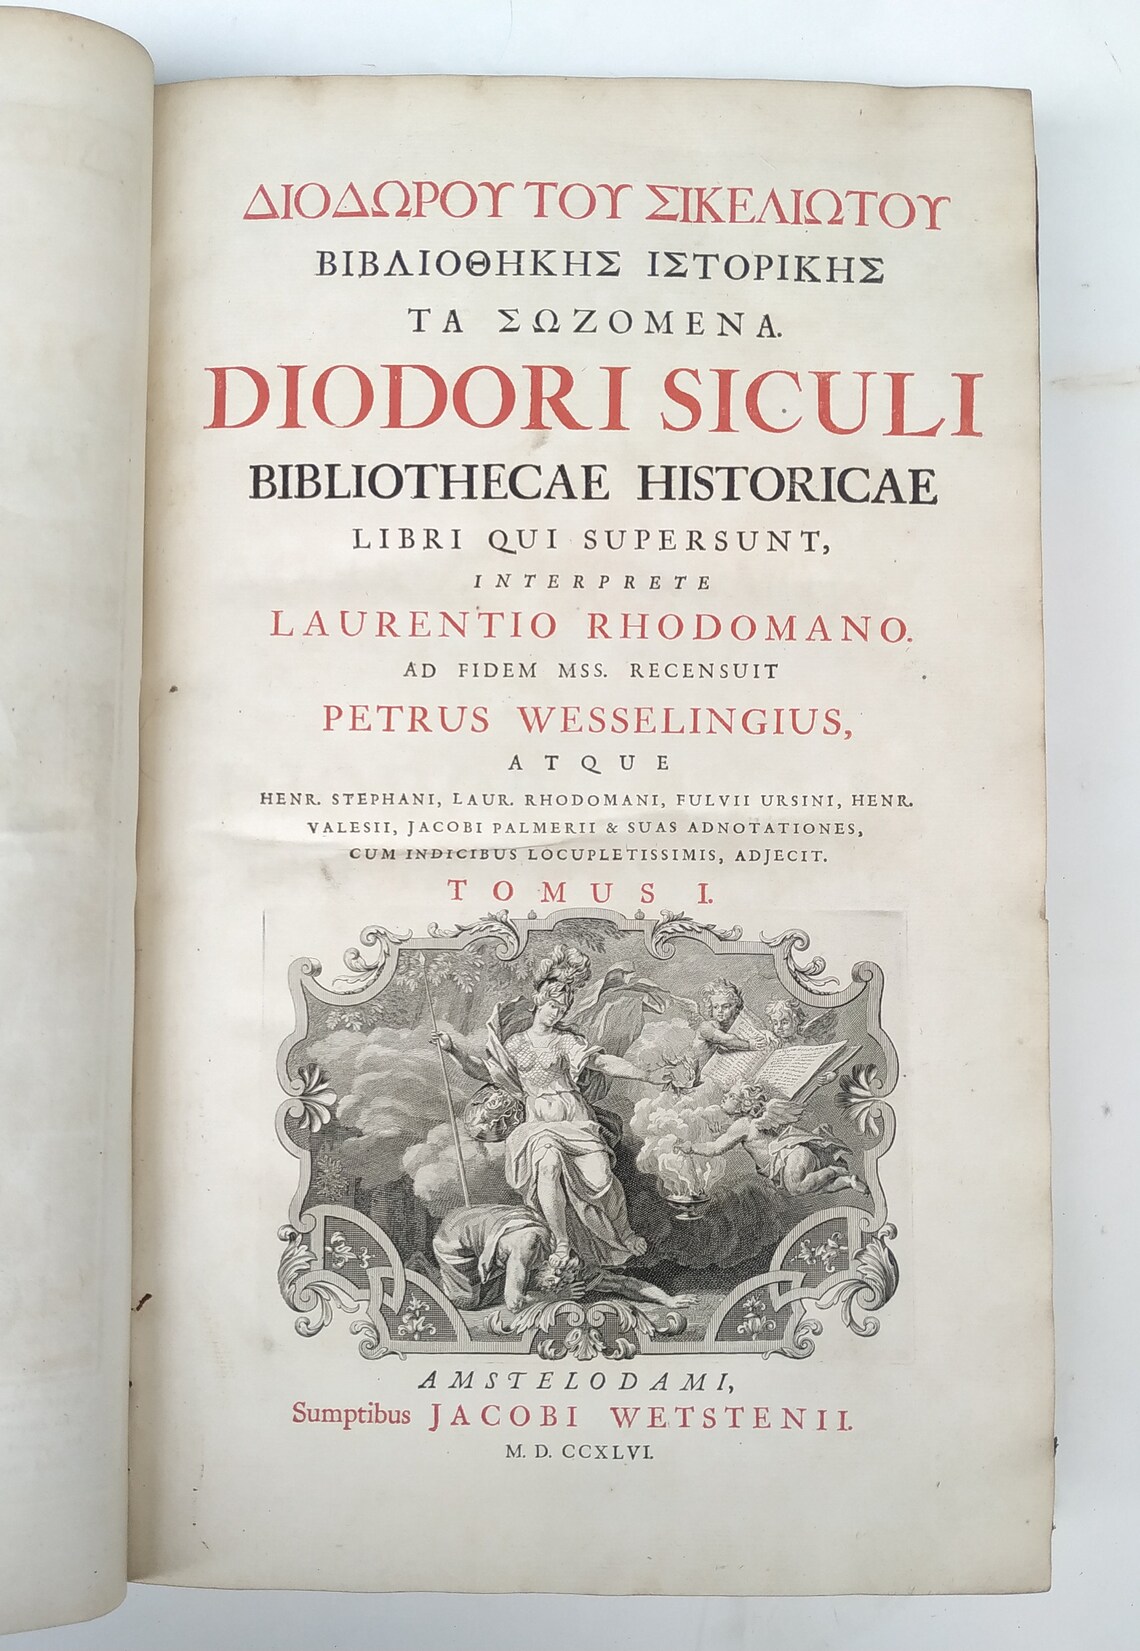 ΔΙΟΔΩΡΟΥ ΤΟΥ ΣΙΚΕΛΙΩΤΟΥ
ΒΙΒΛΙΟΘΗΚΗΣ ΙΣΤΟΡΙΚΗΣ
ΤΑ ΣΩΖΟΜΕΝΑ.
DIODORI SICULI
BIBLIOTHECAE HISTORICAE
LIBRI QUI SUPERSUNT,
INTERPRETE
LAURENTIO RHODOMANO.
AD FIDEM MSS. RECENSUIT
PETRUS WESSELINGIUS,
ATQUE
HENR. STEPHANI, LAUR. RHODOMANI, FULVII URSINI, HENR.
VALESII, JACOBI PALMERII & SUAS ADNOTATIONES,
CUM INDICIBUS LOCUPLETISSIMIS, ADJECIT.
TOMUS I.
AMSTELODAMI,
Sumptibus JACOBI WETSTENII.
M. D. CCXLVI.